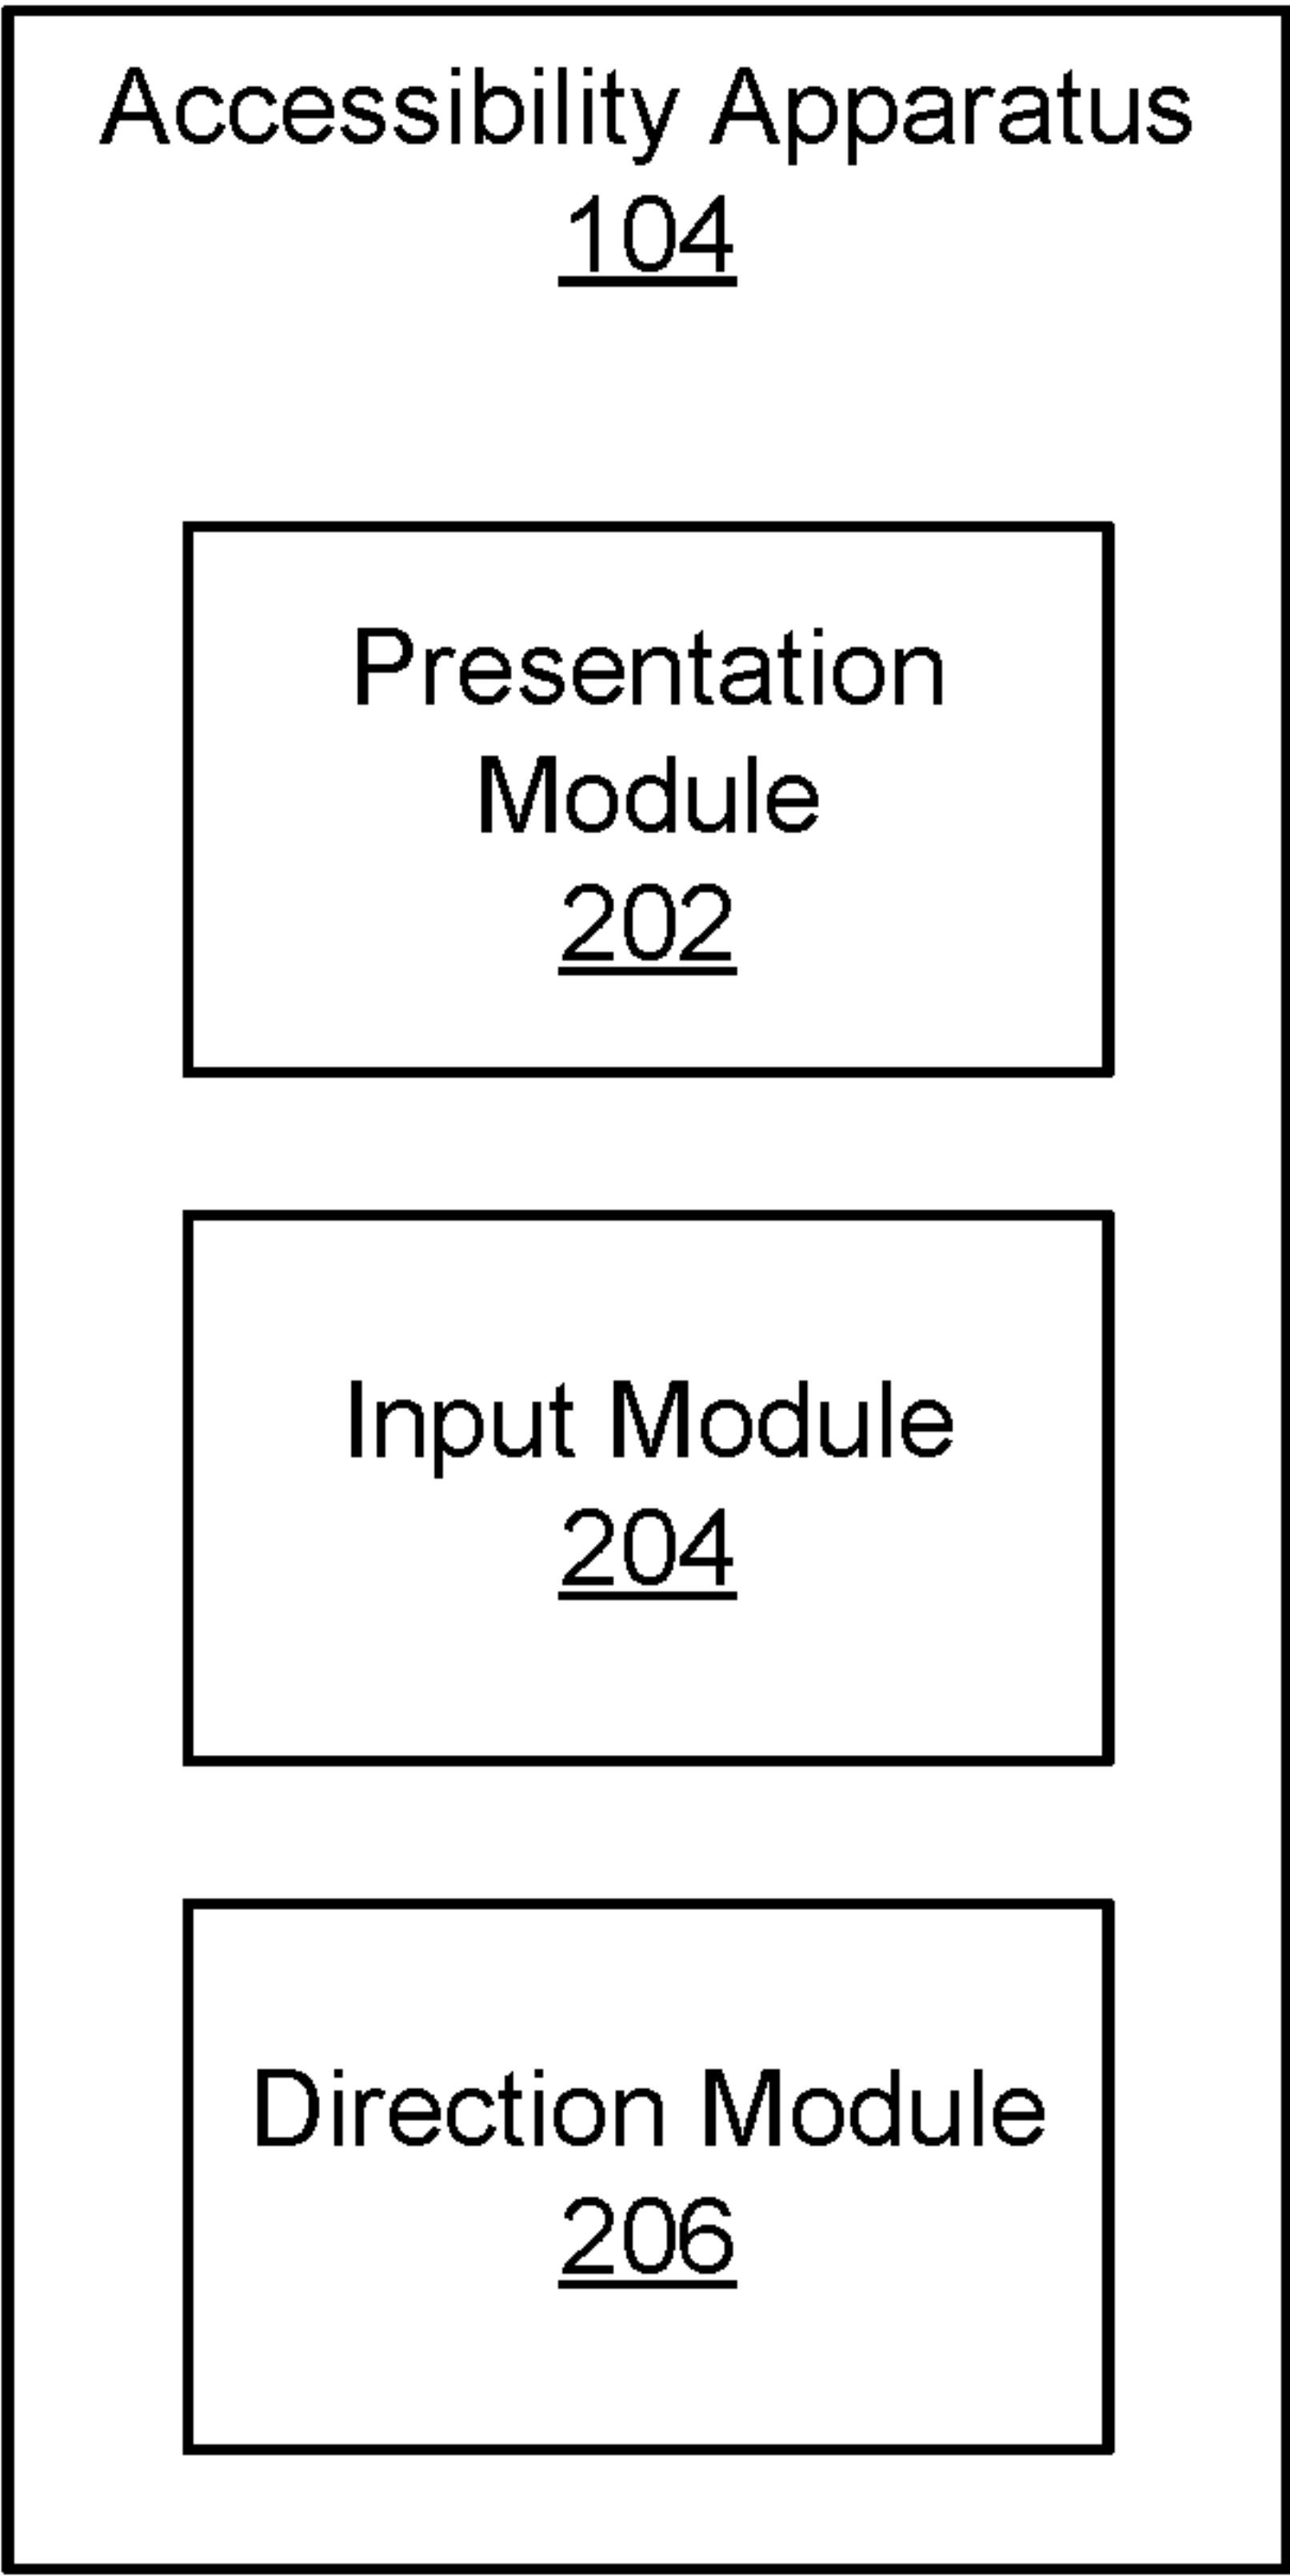 Accessibility Apparatus
104
Presentation
Module
202
Input Module
204
Direction Module
206